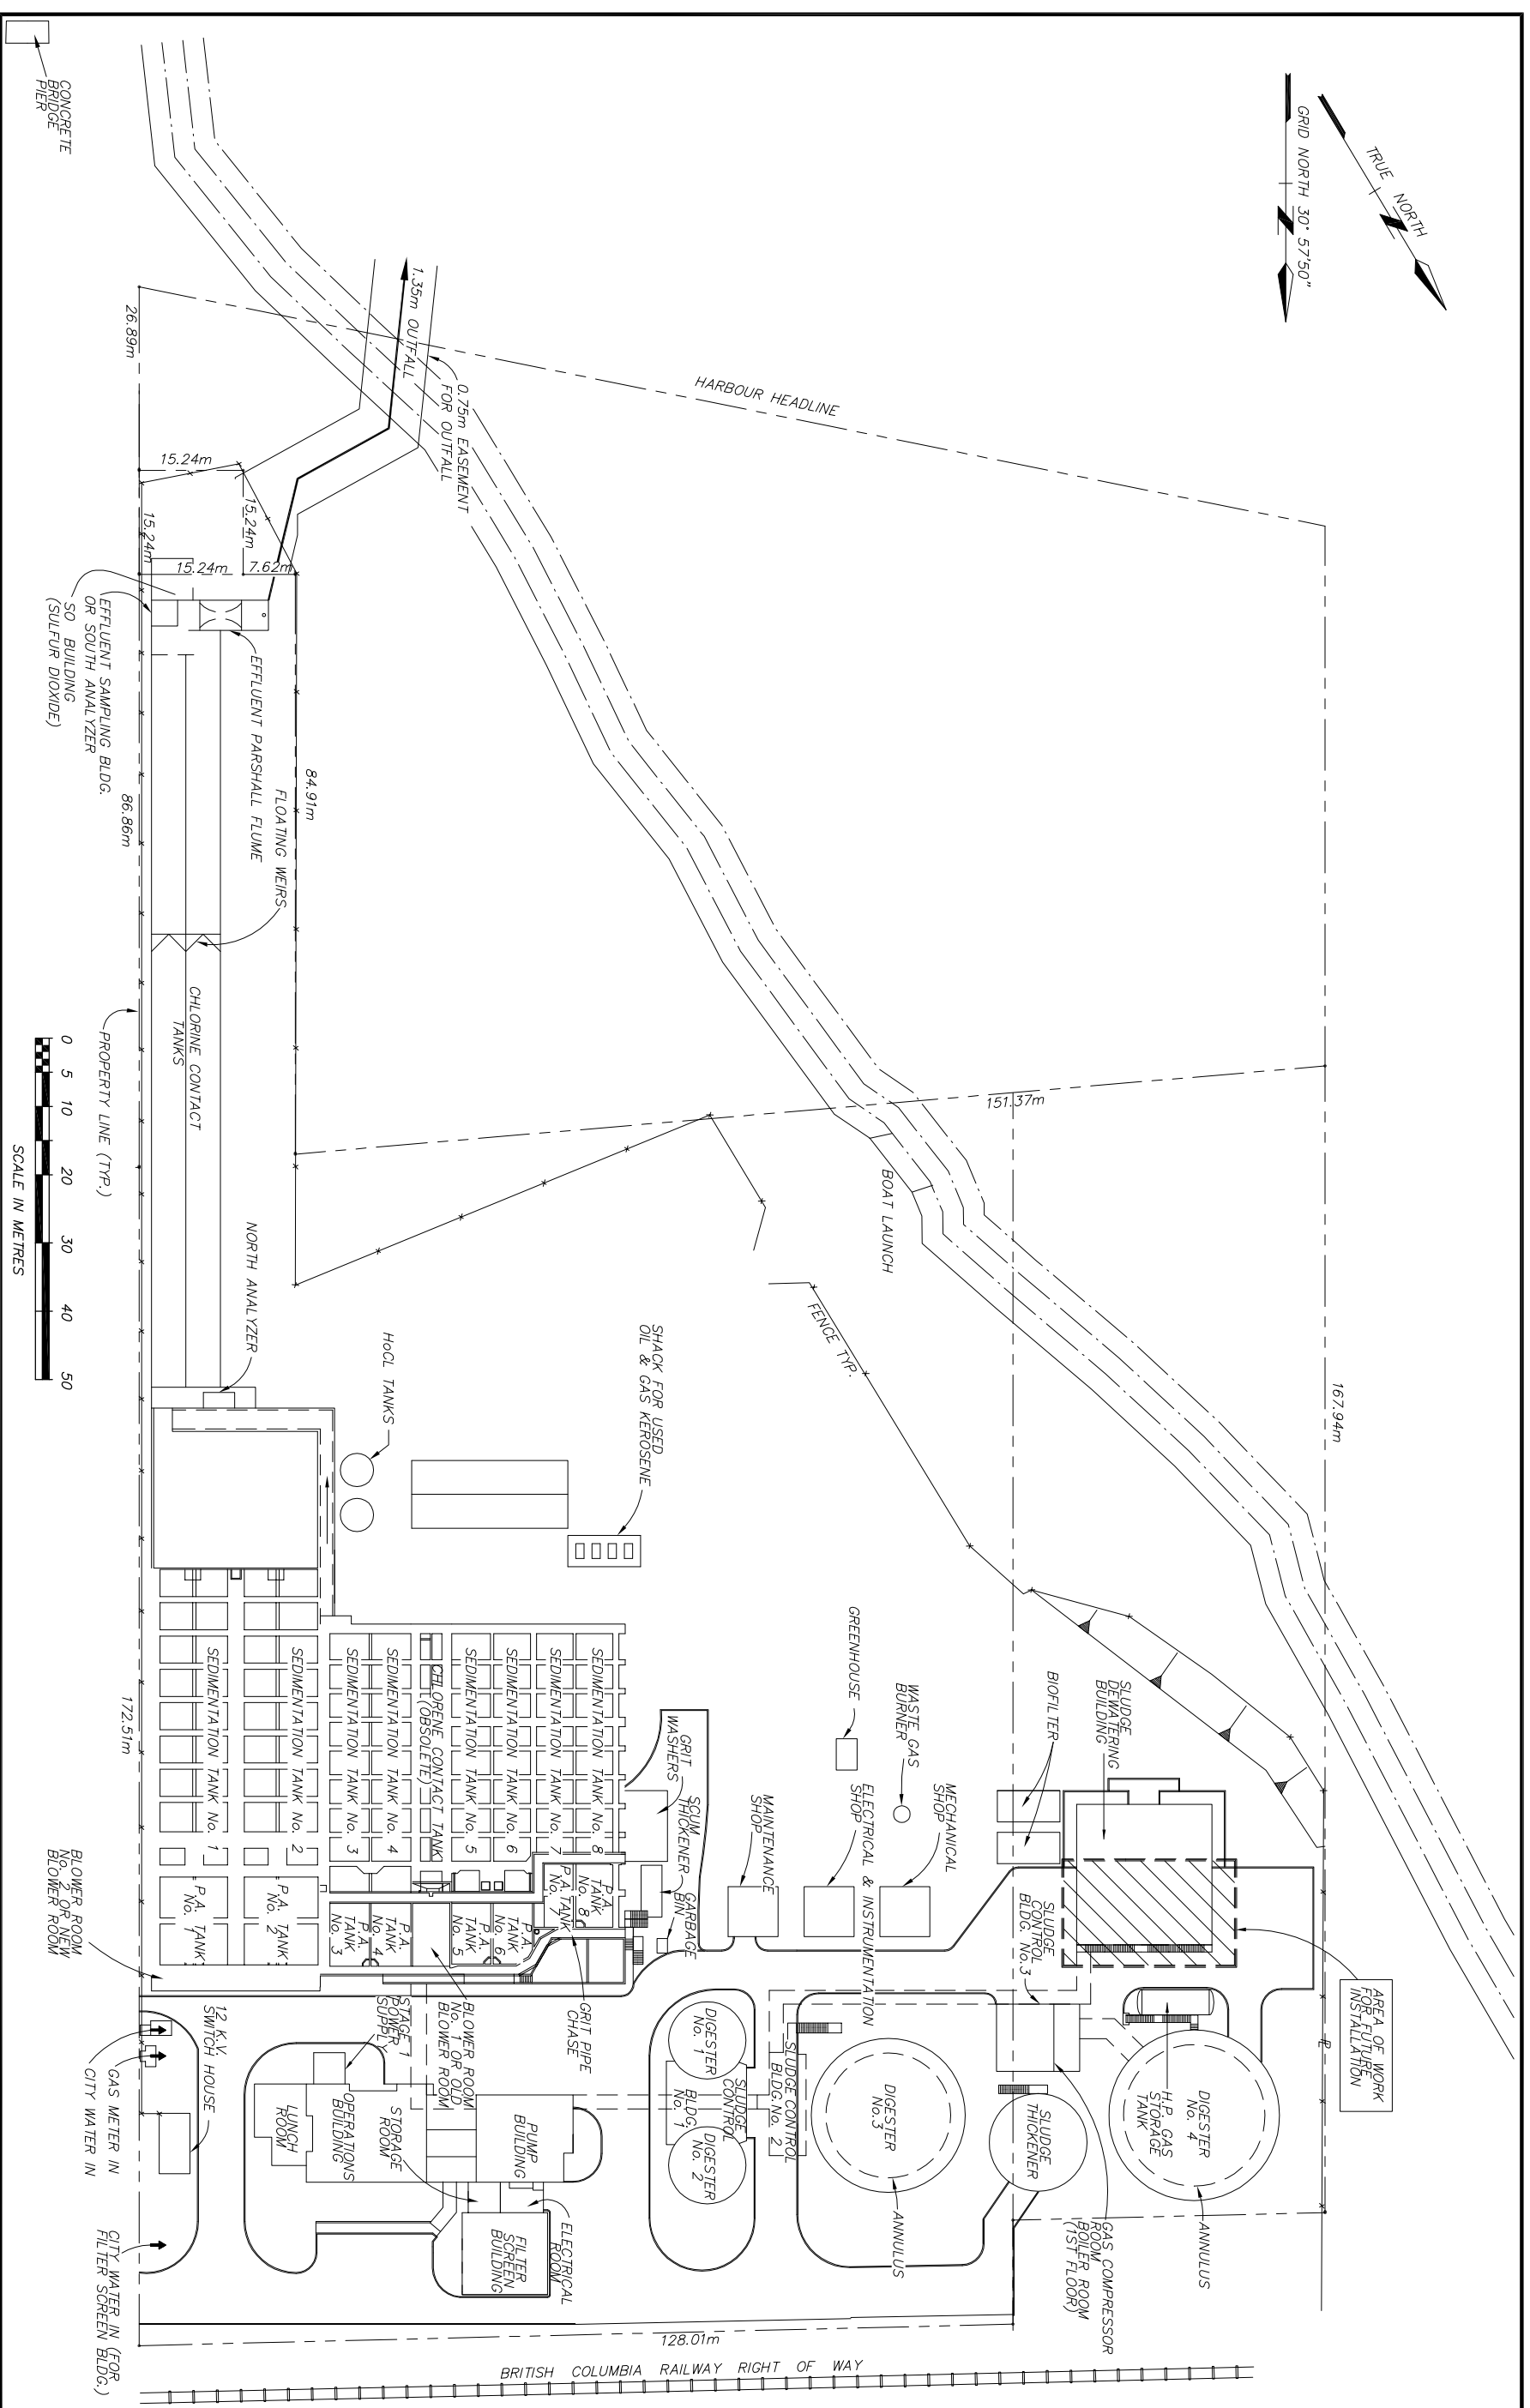 TRUE NORTH
GRID NORTH 30° 57'50"
CONCRETE
BRIDGE
PIER
HARBOUR HEADLINE
1.35m OUTFALL
0.75m EASEMENT
FOR OUTFALL
26.89m
15.24m
15.24m
15.24m
15.24m
7.62m
EFFLUENT SAMPLING BLDG.
OR SOUTH ANALYZER
SO BUILDING
(SULFUR DIOXIDE)
EFFLUENT PARSHALL FLUME
FLOATING WEIRS
84.91m
86.86m
CHLORINE CONTACT
TANKS
PROPERTY LINE (TYP.)
0 5 10 20 30 40 50
SCALE IN METRES
NORTH ANALYZER
HoCL TANKS
SHACK FOR USED
OIL & GAS KEROSENE
151.37m
BOAT LAUNCH
FENCE TYP.
167.94m
GREENHOUSE
WASTE GAS
BURNER
BIOFILTER
SLUDGE
DEWATERING
BUILDING
MECHANICAL
SHOP
ELECTRICAL & INSTRUMENTATION
SHOP
MAINTENANCE
SHOP
GRIT
WASHERS
SCUM
THICKENER
GARBAGE
BIN
SEDIMENTATION TANK No. 8
SEDIMENTATION TANK No. 7
SEDIMENTATION TANK No. 6
SEDIMENTATION TANK No. 5
CHLORENE CONTACT TANK
(OBSOLETE)
SEDIMENTATION TANK No. 4
SEDIMENTATION TANK No. 3
SEDIMENTATION TANK No. 2
SEDIMENTATION TANK No. 1
172.51m
P.A.
TANK
No. 8
P.A. TANK
No. 7
P.A.
TANK
No. 6
P.A.
TANK
No. 5
P.A.
TANK
No. 4
P.A.
TANK
No. 3
P.A. TANK
No. 2
P.A. TANK
No. 1
BLOWER ROOM
No. 2 OR NEW
BLOWER ROOM
GRIT PIPE
CHASE
BLOWER ROOM
No. 1 OR OLD
BLOWER ROOM
STAGE 1
POWER
SUPPLY
12 K.V.
SWITCH HOUSE
GAS METER IN
CITY WATER IN
CITY WATER IN (FOR
FILTER SCREEN BLDG.)
LUNCH
ROOM
OPERATIONS
BUILDING
STORAGE
ROOM
PUMP
BUILDING
FILTER
SCREEN
BUILDING
ELECTRICAL
ROOM
DIGESTER
No. 1
SLUDGE
CONTROL
BLDG.
No. 1
DIGESTER
No. 2
SLUDGE CONTROL
BLDG.No. 2
DIGESTER
No.3
ANNULUS
SLUDGE
CONTROL
BLDG. No.3
SLUDGE
THICKENER
GAS COMPRESSOR
ROOM
BOILER ROOM
(1ST FLOOR)
H.P. GAS
STORAGE
TANK
DIGESTER
No. 4
ANNULUS
AREA OF WORK
FOR FUTURE
INSTALLATION
PL
128.01m
BRITISH COLUMBIA RAILWAY RIGHT OF WAY